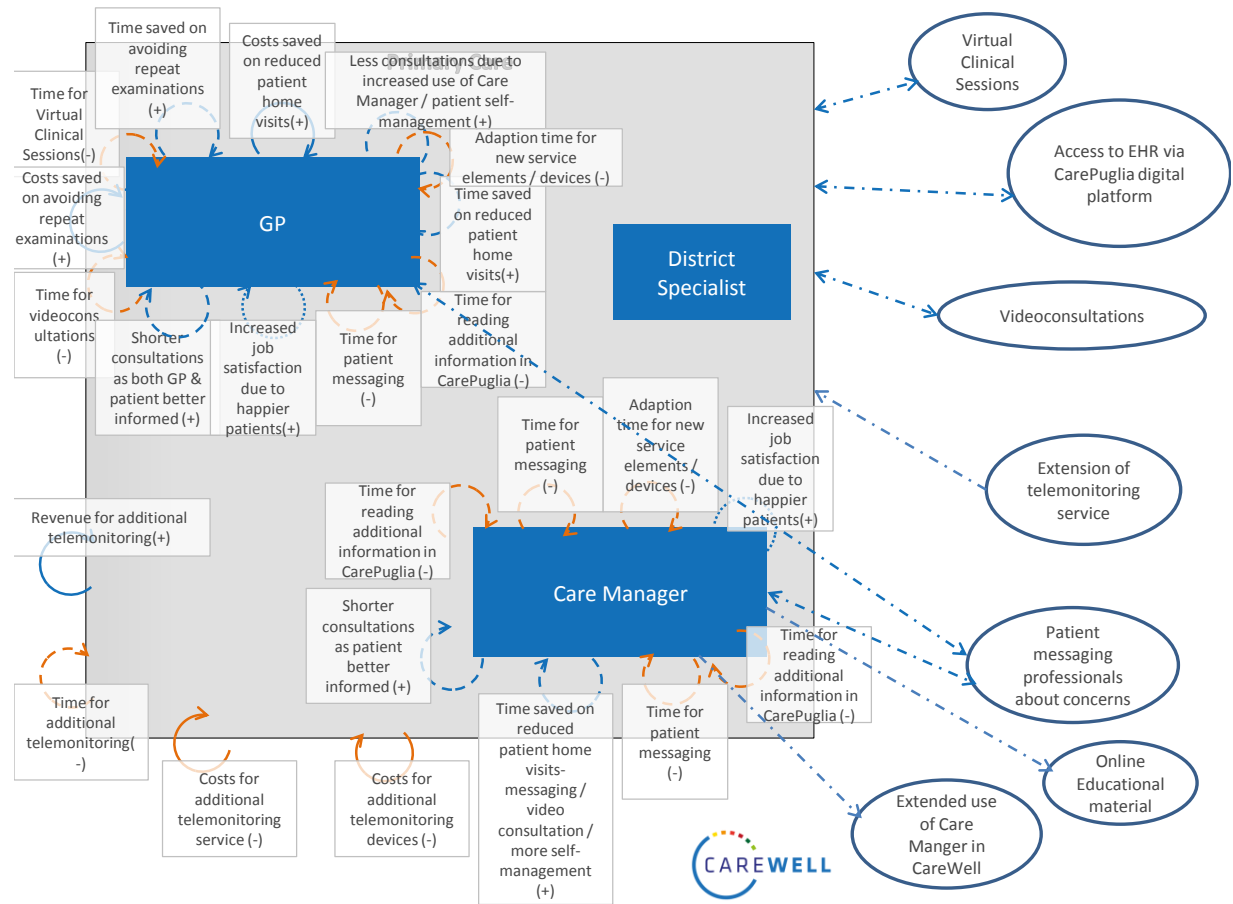 Time saved on
avoiding
repeat
examinations
(+)
Costs saved
on reduced
patient
home
visits(+)
Primary Care
Less consultations due to
increased use of Care
Manager / patient self-
management (+)
Time for
Virtual
Clinical
Sessions(-)
Adaption time for
new service
elements / devices (-)
Costs saved
on avoiding
repeat
examinations
(+)
GP
Time saved
on reduced
patient
home
visits(+)
District
Specialist
Time for
videocons
ultations
(-)
Shorter
consultations
as both GP &
patient better
informed (+)
Increased
job
satisfaction
due to
happier
patients(+)
Time for
patient
messaging
(-)
Time for
reading
additional
information in
CarePuglia (-)
Time for
patient
messaging
(-)
Adaption
time for new
service
elements /
devices (-)
Increased
job
satisfaction
due to
happier
patients(+)
Time for
reading
additional
information in
CarePuglia (-)
Revenue for additional
telemonitoring(+)
Care Manager
Shorter
consultations
as patient
better
informed (+)
Time for
reading
additional
information in
CarePuglia (-)
Time for
additional
telemonitoring(
-)
Costs for
additional
telemonitoring
service (-)
Costs for
additional
telemonitoring
devices (-)
Time saved on
reduced
patient home
visits-
messaging /
video
consultation /
more self-
management
(+)
Time for
patient
messaging
(-)
Virtual
Clinical
Sessions
Access to EHR via
CarePuglia digital
platform
Videoconsultations
Extension of
telemonitoring
service
Patient
messaging
professionals
about concerns
Online
Educational
material
Extended use
of Care
Manger in
CareWell
CAREWELL